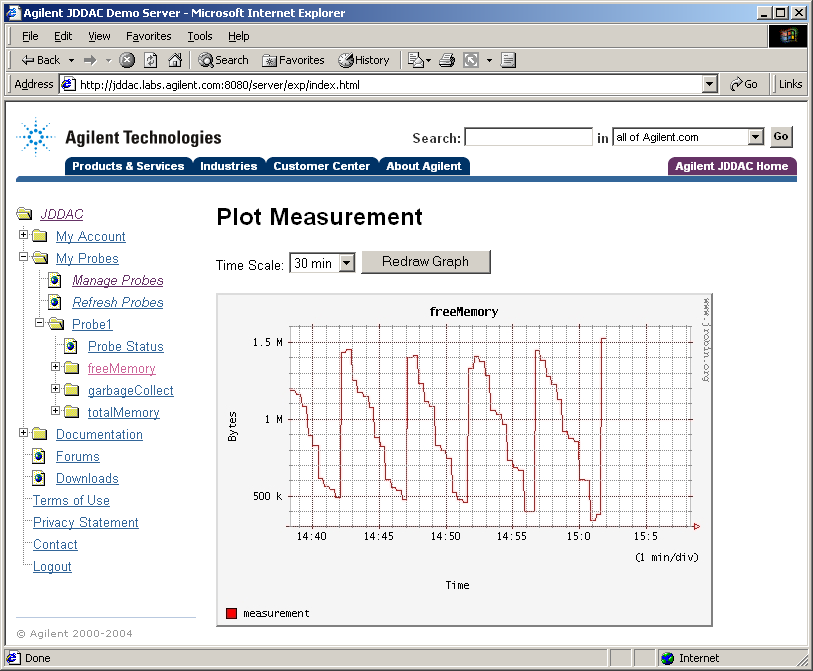 Agilent JDDAC Demo Server - Microsoft Internet Explorer
File Edit View Favorites Tools Help
Back Search Favorites History
Address http://jddac.labs.agilent.com:8080/server/exp/index.html Go Links
Agilent Technologies
Search: in all of Agilent.com Go
Products & Services Industries Customer Center About Agilent Agilent JDDAC Home
JDDAC
My Account
My Probes
Manage Probes
Refresh Probes
Probe1
Probe Status
freeMemory
garbageCollect
totalMemory
Documentation
Forums
Downloads
Terms of Use
Privacy Statement
Contact
Logout
© Agilent 2000-2004
Plot Measurement
Time Scale: 30 min Redraw Graph
freeMemory
www.jrobin.org
Bytes
1.5 M
1 M
500 k
14:40 14:45 14:50 14:55 15:0 15:5
(1 min/div)
Time
measurement
Done Internet